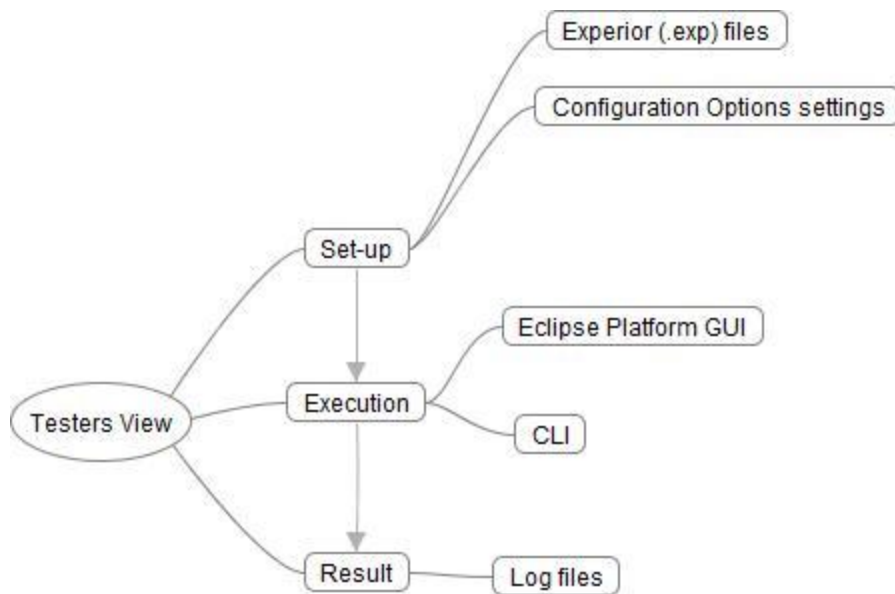 Experior (.exp) files
Configuration Options settings
Set-up
Eclipse Platform GUI
Execution
Testers View
CLI
Result
Log files